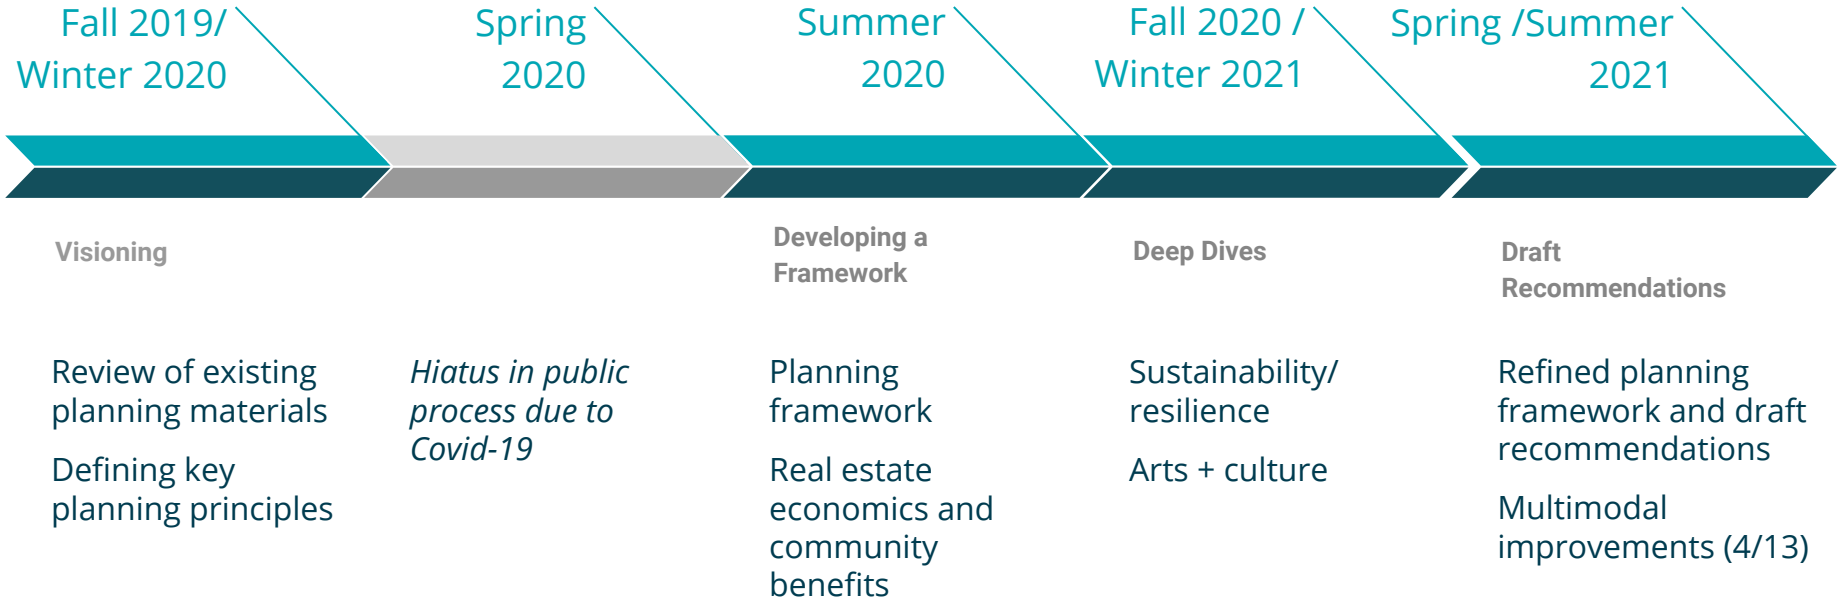 Fall 2019/
Winter 2020
Spring
2020
Summer
2020
Fall 2020 /
Winter 2021
Spring /Summer
2021
Visioning
Developing a
Framework
Deep Dives
Draft
Recommendations
Review of existing
planning materials
Defining key
planning principles
Hiatus in public
process due to
Covid-19
Planning
framework
Real estate
economics and
community
benefits
Sustainability/
resilience
Arts + culture
Refined planning
framework and draft
recommendations
Multimodal
improvements (4/13)